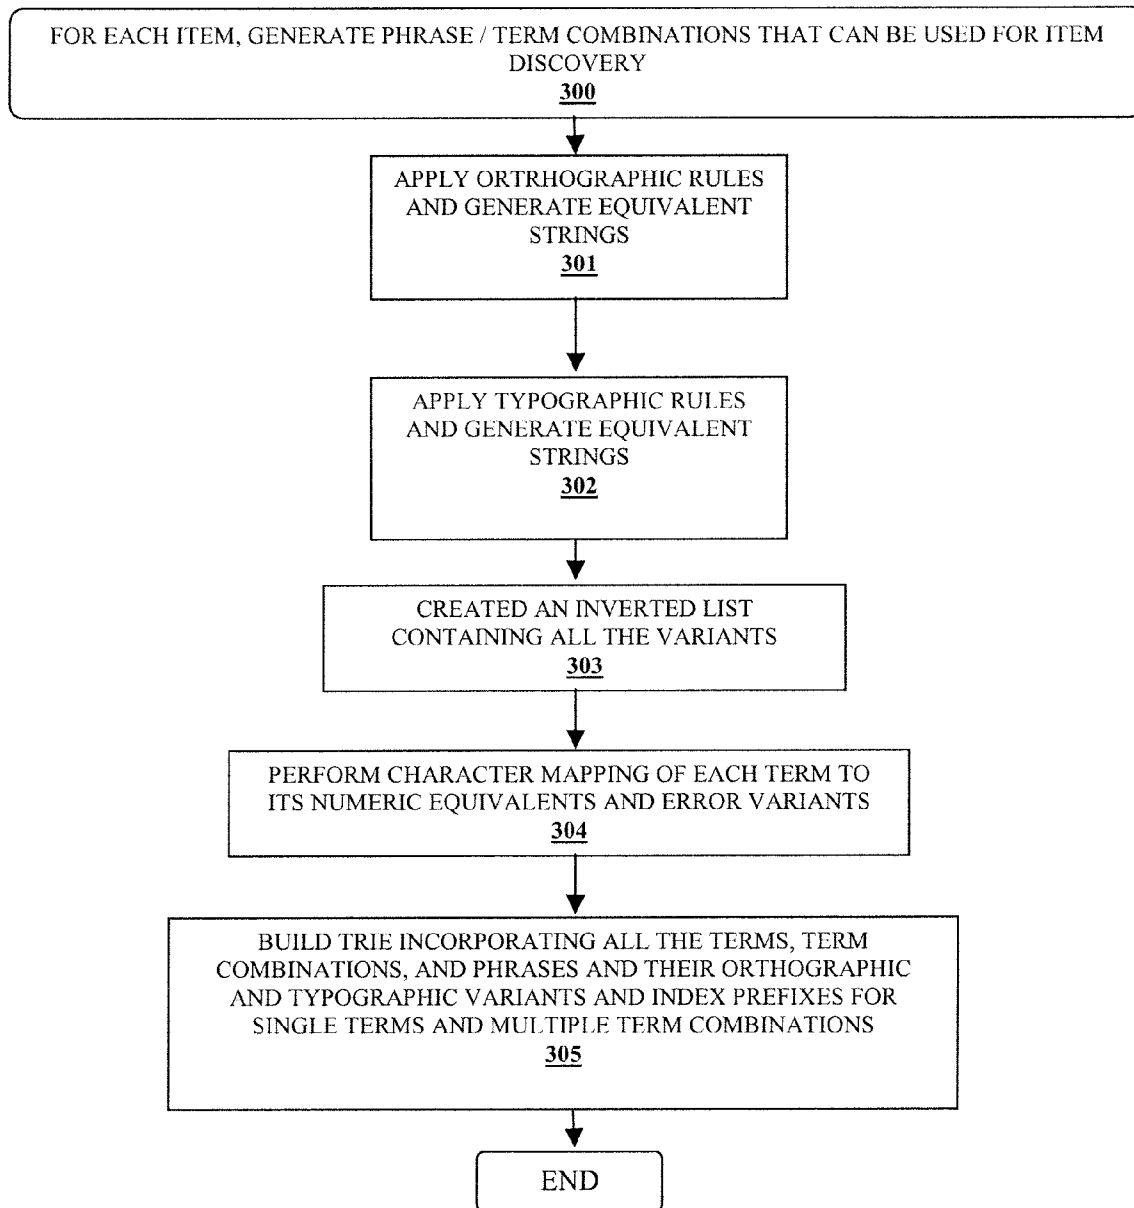 FOR EACH ITEM, GENERATE PHRASE / TERM COMBINATIONS THAT CAN BE USED FOR ITEM
DISCOVERY
300
APPLY ORTRHOGRAPHIC RULES
AND GENERATE EQUIVALENT
STRINGS
301
APPLY TYPOGRAPHIC RULES
AND GENERATE EQUIVALENT
STRINGS
302
CREATED AN INVERTED LIST
CONTAINING ALL THE VARIANTS
303
PERFORM CHARACTER MAPPING OF EACH TERM TO
ITS NUMERIC EQUIVALENTS AND ERROR VARIANTS
304
BUILD TRIE INCORPORATING ALL THE TERMS, TERM
COMBINATIONS, AND PHRASES AND THEIR ORTHOGRAPHIC
AND TYPOGRAPHIC VARIANTS AND INDEX PREFIXES FOR
SINGLE TERMS AND MULTIPLE TERM COMBINATIONS
305
END